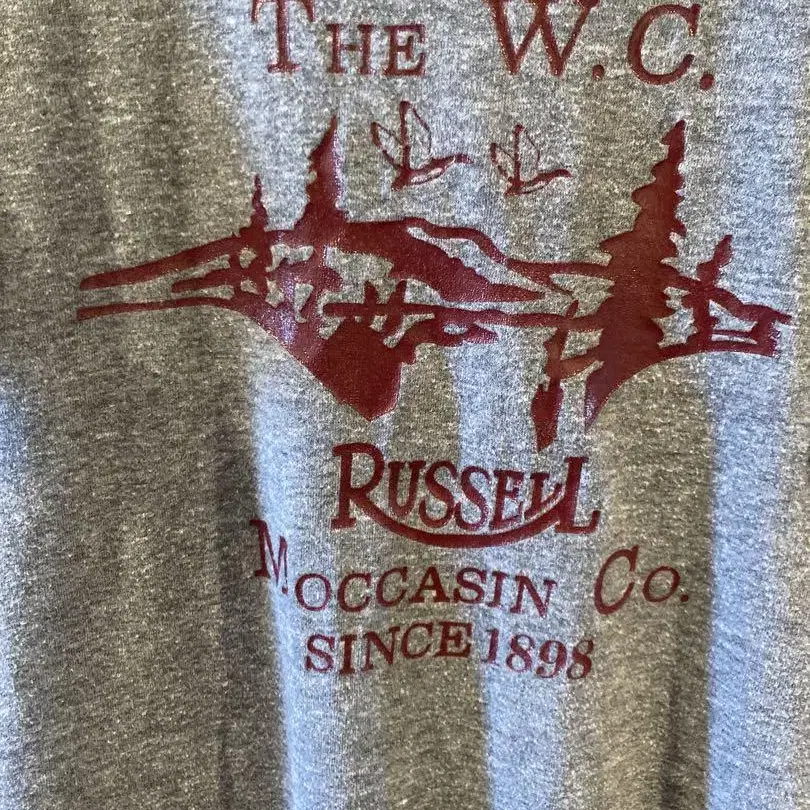 THE W.C.
RUSSELL
MOCCASIN CO.
SINCE 1898